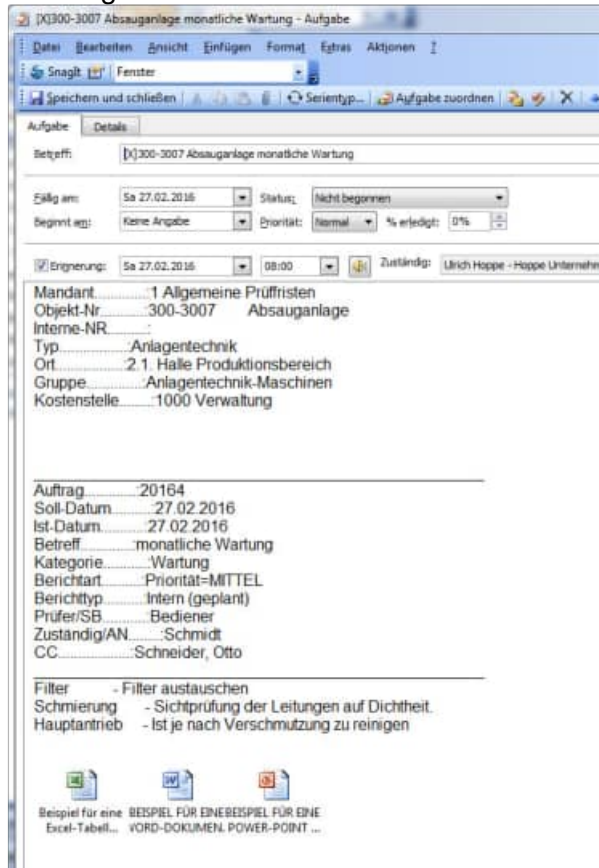 [X]300-3007 Absauganlage monatliche Wartung - Aufgabe
Datei Bearbeiten Ansicht Einfügen Format Extras Aktionen ?
SnagIt Fenster
Speichern und schließen Serientyp... Aufgabe zuordnen
Aufgabe Details
Betreff: [X]300-3007 Absauganlage monatliche Wartung
Fällig am: Sa 27.02.2016 Status: Nicht begonnen
Beginnt am: Keine Angabe Priorität: Normal % erledigt: 0%
Erinnerung: Sa 27.02.2016 08:00 Zuständig: Ulrich Hoppe - Hoppe Unternehm
Mandant.............:1 Allgemeine Prüffristen
Objekt-Nr............:300-3007 Absauganlage
Interne-NR.........:
Typ................:Anlagentechnik
Ort................:2.1. Halle Produktionsbereich
Gruppe..............:Anlagentechnik-Maschinen
Kostenstelle........:1000 Verwaltung
Auftrag..............:20164
Soll-Datum..........:27.02.2016
Ist-Datum...........:27.02.2016
Betreff..............:monatliche Wartung
Kategorie...........:Wartung
Berichtart...........:Priorität=MITTEL
Berichttyp..........:Intern (geplant)
Prüfer/SB...........:Bediener
Zuständig/AN........:Schmidt
CC..................:Schneider, Otto
Filter - Filter austauschen
Schmierung - Sichtprüfung der Leitungen auf Dichtheit.
Hauptantrieb - Ist je nach Verschmutzung zu reinigen
Beispiel für eine BEISPIEL FÜR EINE BEISPIEL FÜR EINE
Excel-Tabell... WORD-DOKUMEN. POWER-POINT ...